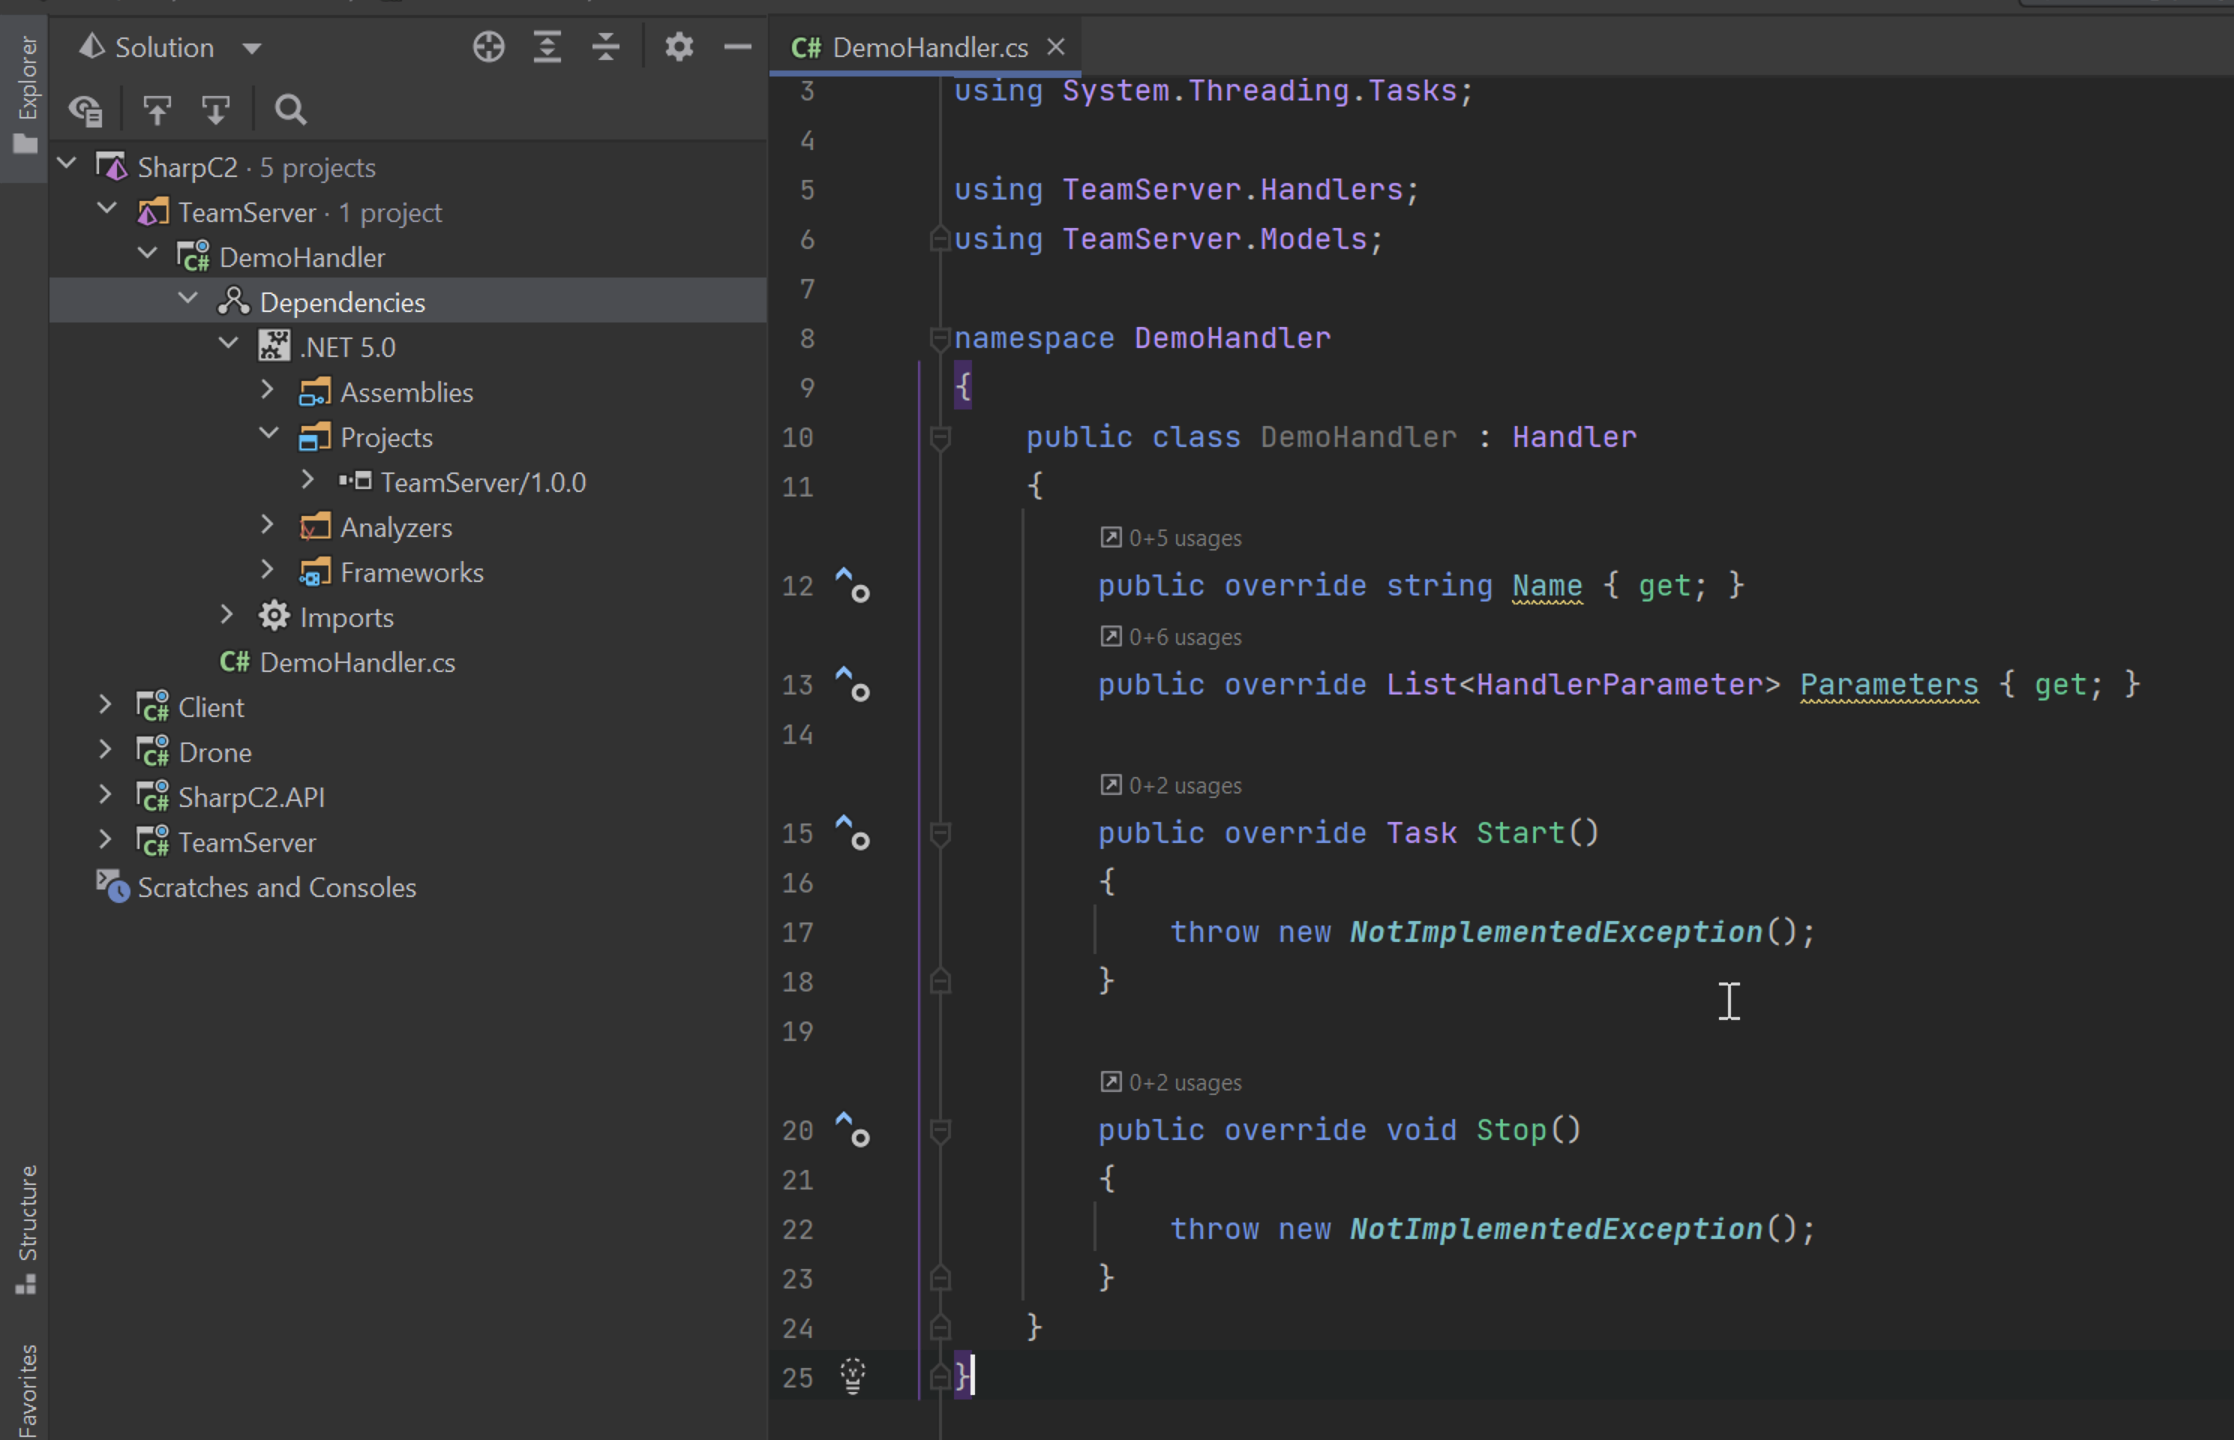 Explorer
Solution
SharpC2 · 5 projects
TeamServer · 1 project
DemoHandler
Dependencies
.NET 5.0
Assemblies
Projects
TeamServer/1.0.0
Analyzers
Frameworks
Imports
C# DemoHandler.cs
C# Client
C# Drone
C# SharpC2.API
C# TeamServer
Scratches and Consoles
Structure
Favorites
C# DemoHandler.cs
3 using System.Threading.Tasks;
4
5 using TeamServer.Handlers;
6 using TeamServer.Models;
7
8 namespace DemoHandler
9 {
10 public class DemoHandler : Handler
11 {
0+5 usages
12 public override string Name { get; }
0+6 usages
13 public override List<HandlerParameter> Parameters { get; }
14
0+2 usages
15 public override Task Start()
16 {
17 throw new NotImplementedException();
18 }
19
0+2 usages
20 public override void Stop()
21 {
22 throw new NotImplementedException();
23 }
24 }
25 }